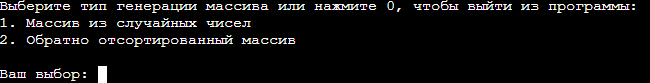 Выберите тип генерации массива или нажмите 0, чтобы выйти из программы:
1. Массив из случайных чисел
2. Обратно отсортированный массив
Ваш выбор: